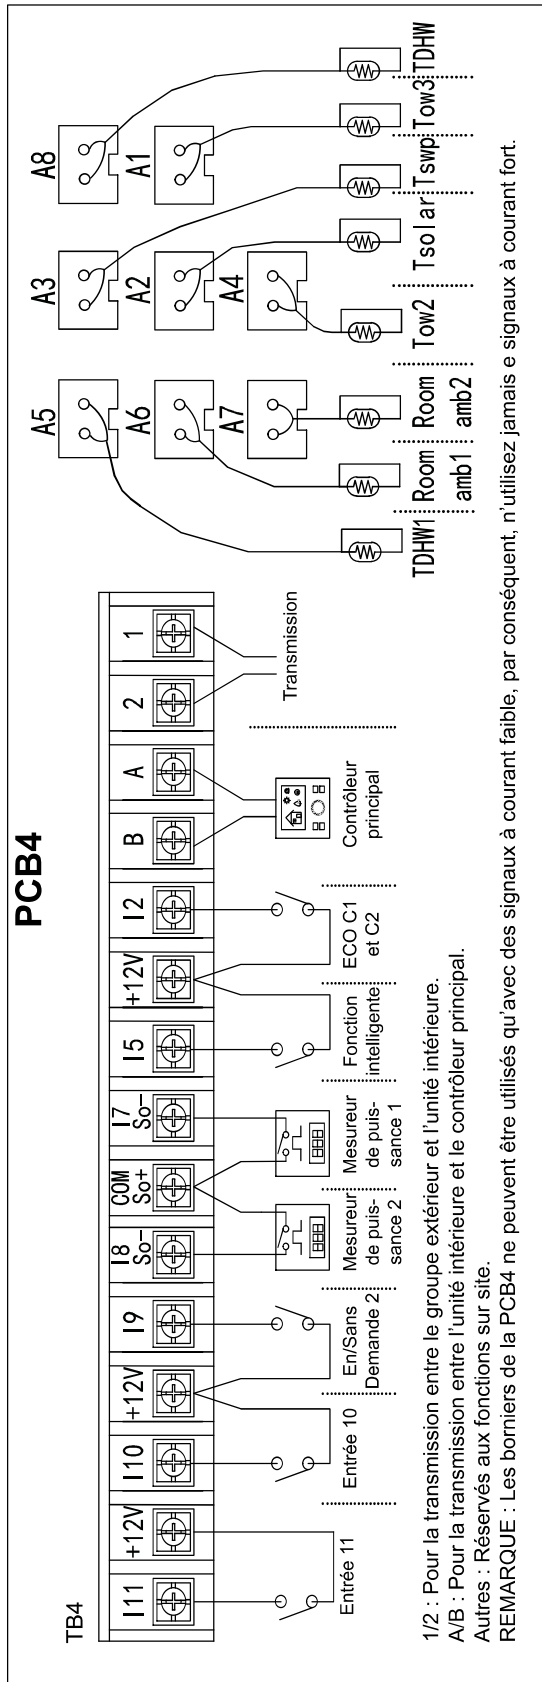 PCB4
TB4
I11
+12V
I10
+12V
I9
I8
So-
COM
So+
I7
So-
I5
+12V
I2
B
A
2
1
Entrée 11
Entrée 10
En/Sans
Demande 2
Mesureur
de puis-
sance 2
Mesureur
de puis-
sance 1
Fonction
intelligente
ECO C1
et C2
Contrôleur
principal
Transmission
A5
A6
A7
A3
A2
A4
A8
A1
TDHW1
Room
amb1
Room
amb2
Tow2
Tsolar
Tswp
Tow3
TDHW
1/2 : Pour la transmission entre le groupe extérieur et l'unité intérieure.
A/B : Pour la transmission entre l'unité intérieure et le contrôleur principal.
Autres : Réservés aux fonctions sur site.
REMARQUE : Les borniers de la PCB4 ne peuvent être utilisés qu'avec des signaux à courant faible, par conséquent, n'utilisez jamais e signaux à courant fort.